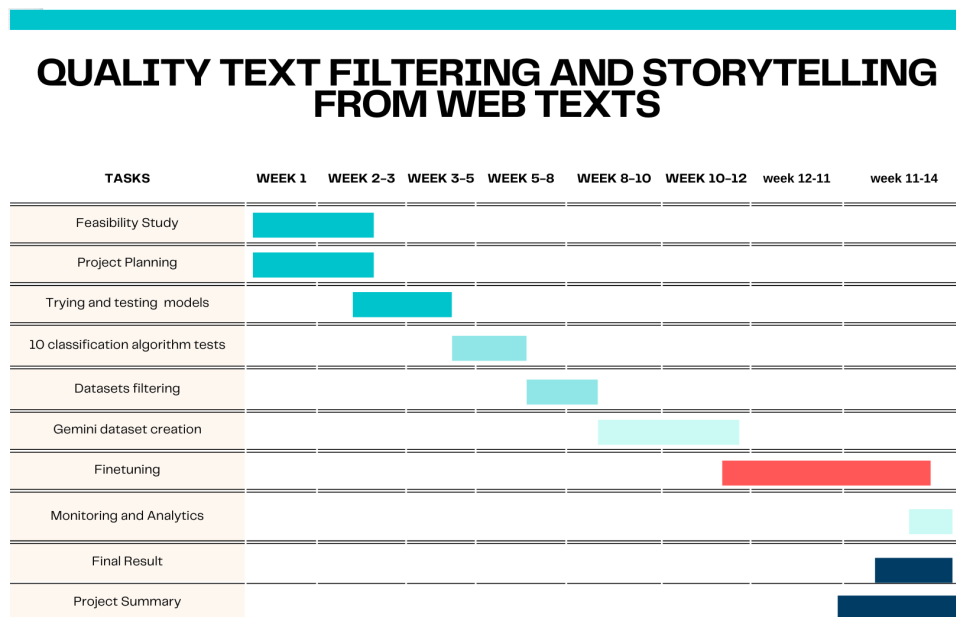 QUALITY TEXT FILTERING AND STORYTELLING
FROM WEB TEXTS
TASKS WEEK 1 WEEK 2-3 WEEK 3-5 WEEK 5-8 WEEK 8-10 WEEK 10-12 week 12-11 week 11-14
Feasibility Study
Project Planning
Trying and testing models
10 classification algorithm tests
Datasets filtering
Gemini dataset creation
Finetuning
Monitoring and Analytics
Final Result
Project Summary